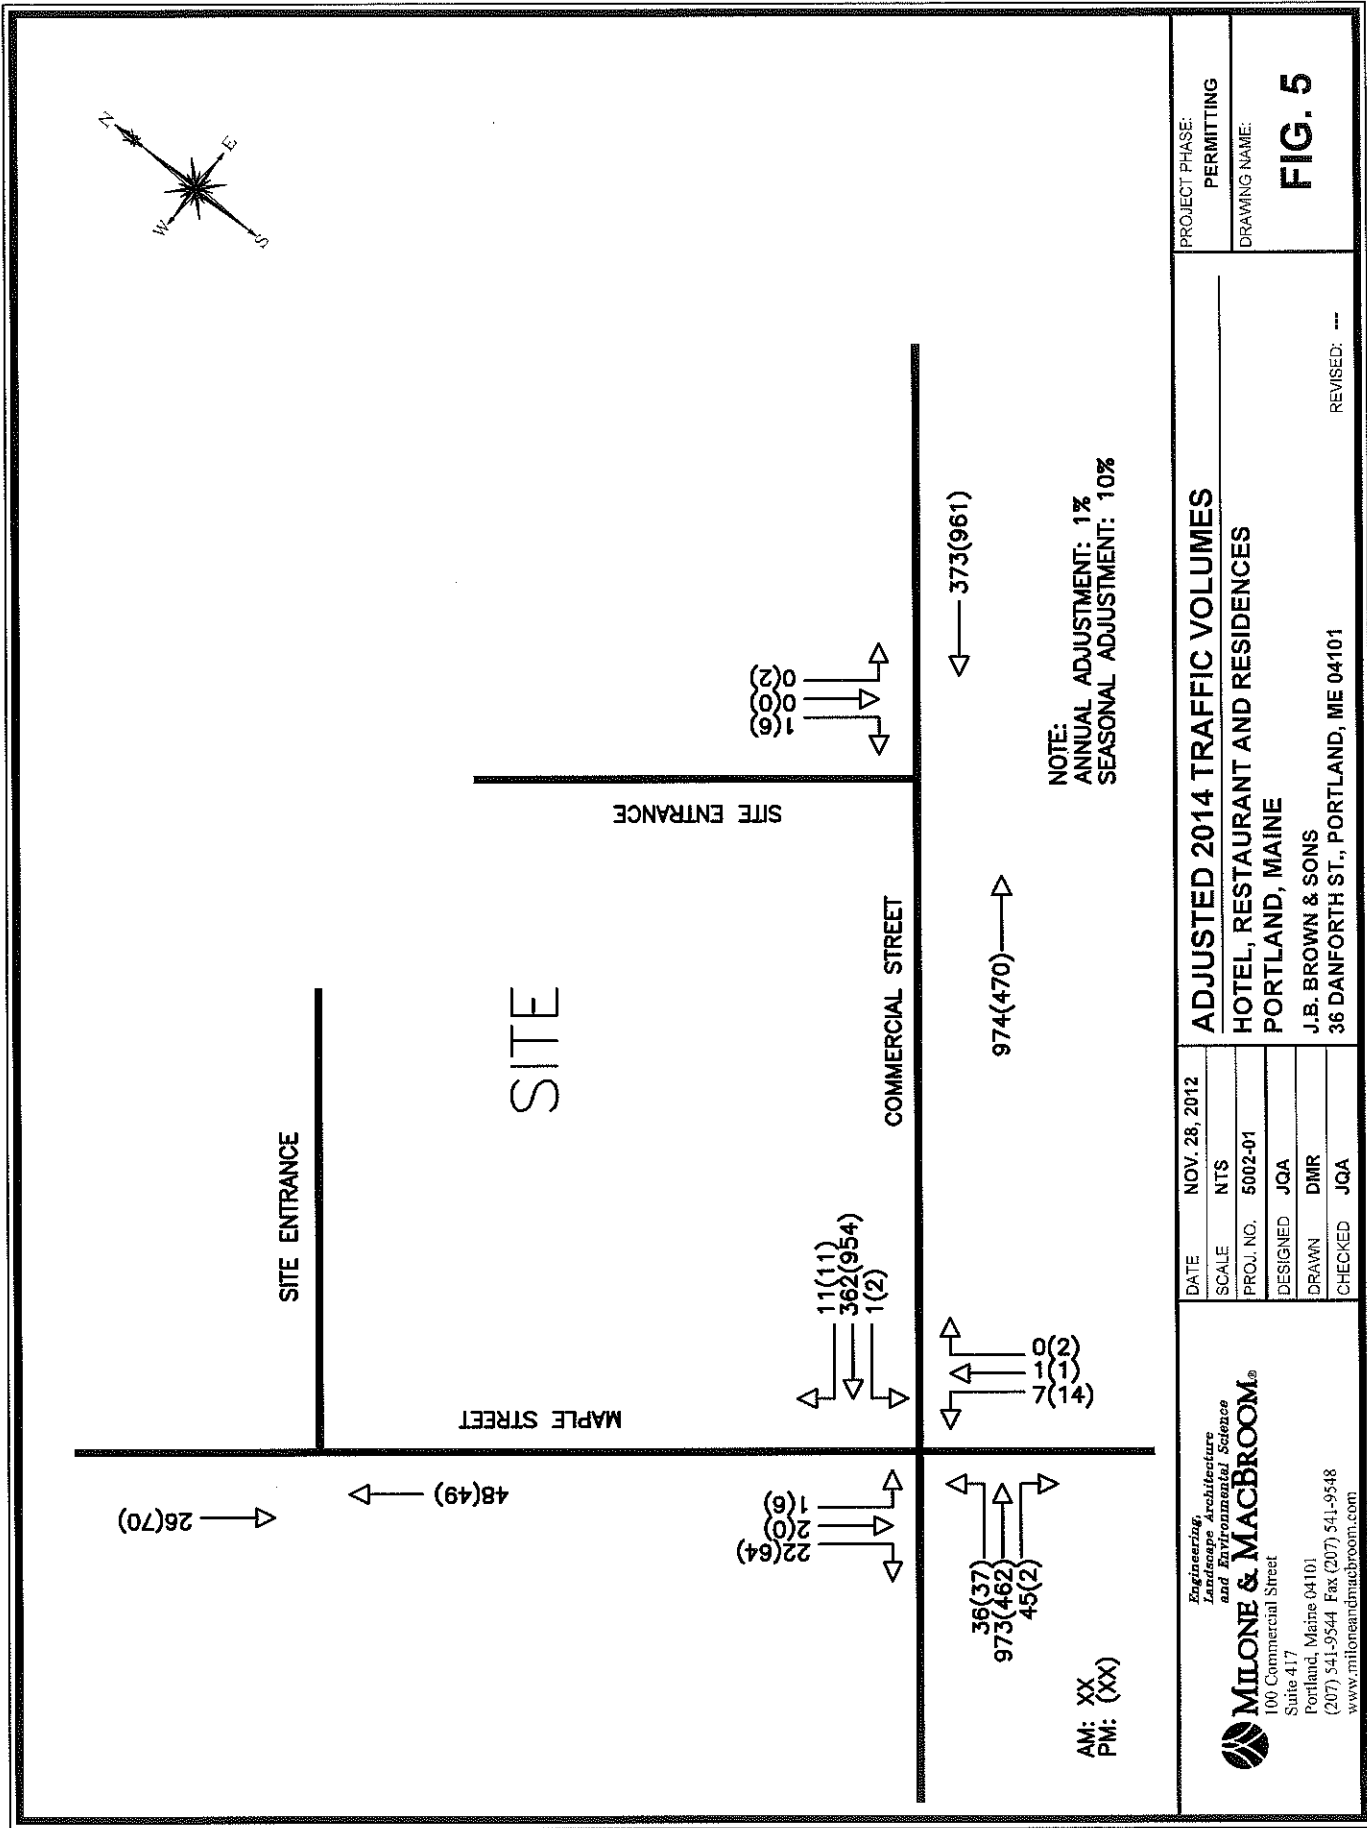 N
E
W
S
SITE ENTRANCE
26(70)
48(49)
MAPLE STREET
SITE
SITE ENTRANCE
1(6)
0(0)
0(2)
22(64)
2(0)
1(6)
11(11)
362(954)
1(2)
COMMERCIAL STREET
36(37)
973(462)
45(2)
0(2)
1(1)
7(14)
974(470)
373(961)
AM: XX
PM: (XX)
NOTE:
ANNUAL ADJUSTMENT: 1%
SEASONAL ADJUSTMENT: 10%
Engineering,
Landscape Architecture
and Environmental Science
MILONE & MACBROOM®
100 Commercial Street
Suite 417
Portland, Maine 04101
(207) 541-9544 Fax (207) 541-9548
www.miloneandmacbroom.com
DATE NOV. 28, 2012
SCALE NTS
PROJ. NO. 5002-01
DESIGNED JQA
DRAWN DMR
CHECKED JQA
ADJUSTED 2014 TRAFFIC VOLUMES
HOTEL, RESTAURANT AND RESIDENCES
PORTLAND, MAINE
J.B. BROWN & SONS
36 DANFORTH ST., PORTLAND, ME 04101
REVISED: ---
PROJECT PHASE:
PERMITTING
DRAWING NAME:
FIG. 5